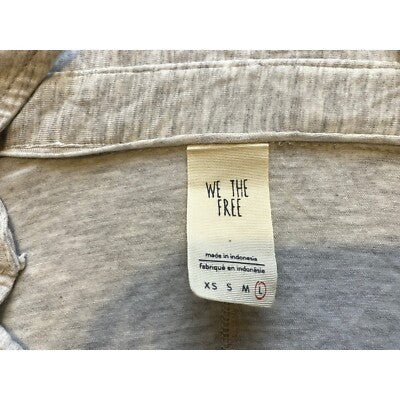 WE THE
FREE
made in indonesia
fabriqué en indonésie
XS S M L